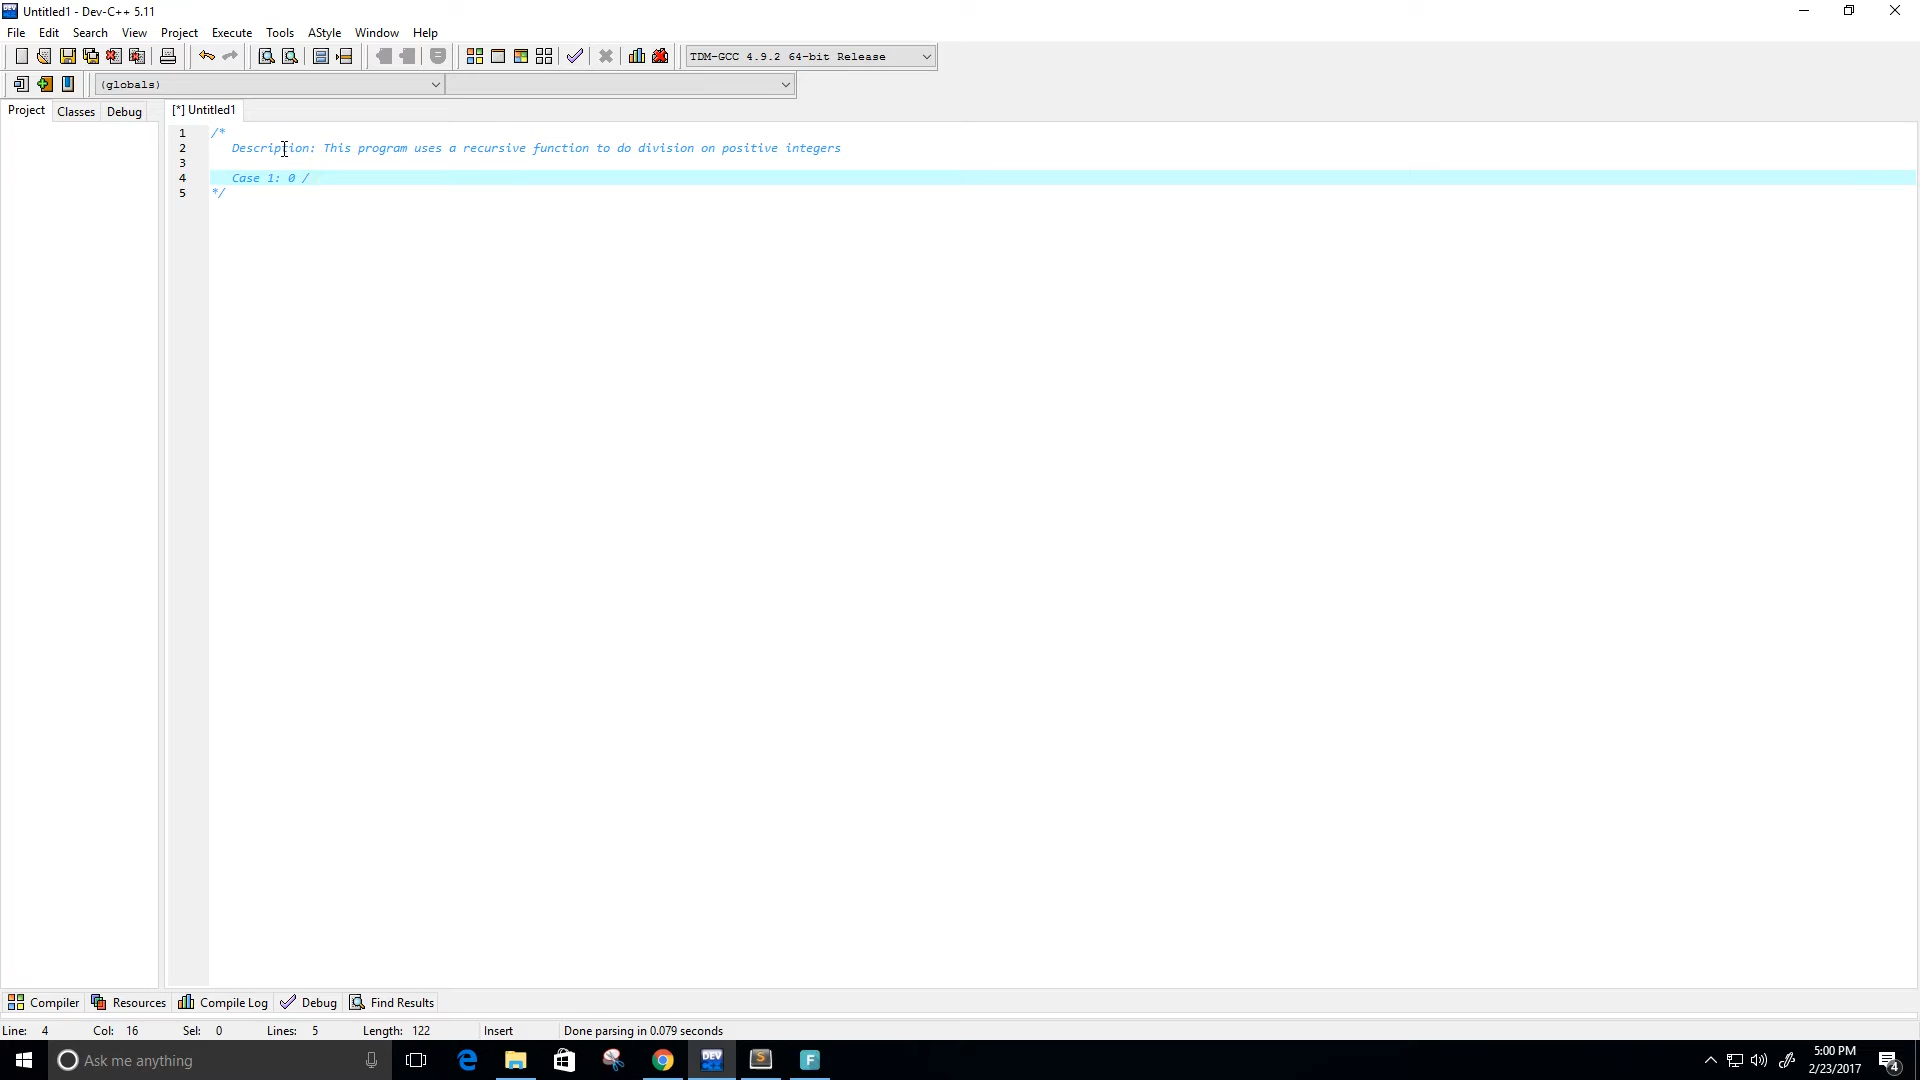 Untitled1 - Dev-C++ 5.11
File Edit Search View Project Execute Tools AStyle Window Help
TDM-GCC 4.9.2 64-bit Release
(globals)
Project Classes Debug [*] Untitled1
1 /*
2 Description: This program uses a recursive function to do division on positive integers
3
4 Case 1: 0 /
5 */
Compiler Resources Compile Log Debug Find Results
Line: 4 Col: 16 Sel: 0 Lines: 5 Length: 122 Insert Done parsing in 0.079 seconds
Ask me anything
DEV
S
F
5:00 PM
2/23/2017
4